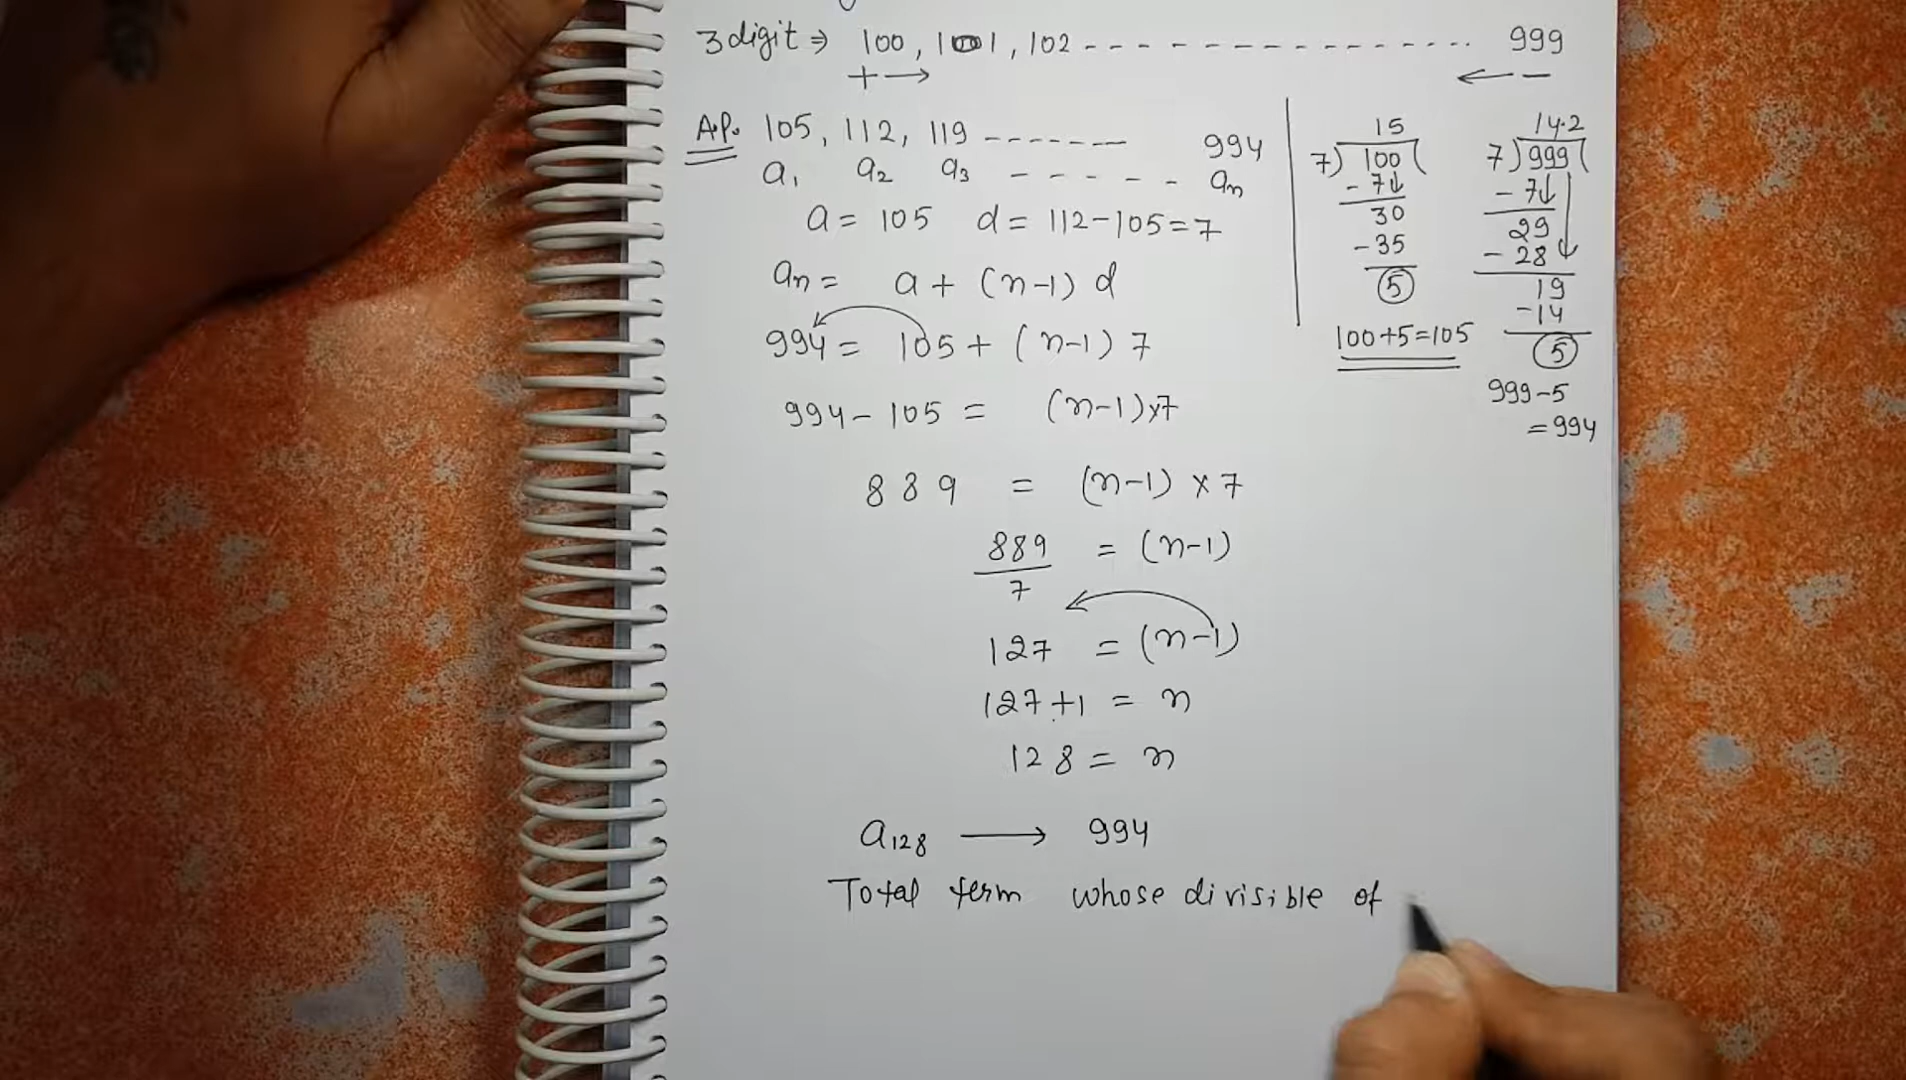 3 digit ⇒ 100, 101, 102 - - - - - - - - - - - - - - 999
+ → ← −
A.P. 105, 112, 119 - - - - - - - 994
a₁ a₂ a₃ - - - - - - aₙ
a = 105 d = 112-105=7
aₙ = a + (n-1) d
994 = 105 + (n-1) 7
994 - 105 = (n-1)x7
889 = (n-1) x 7
889/7 = (n-1)
127 = (n-1)
127+1 = n
128 = n
a₁₂₈ → 994
Total term whose divisible of
15
7) 100 (
- 7↓
30
- 35
5
100+5=105
142
7) 999 (
- 7↓
29
- 28
19
- 14
5
999-5
= 994